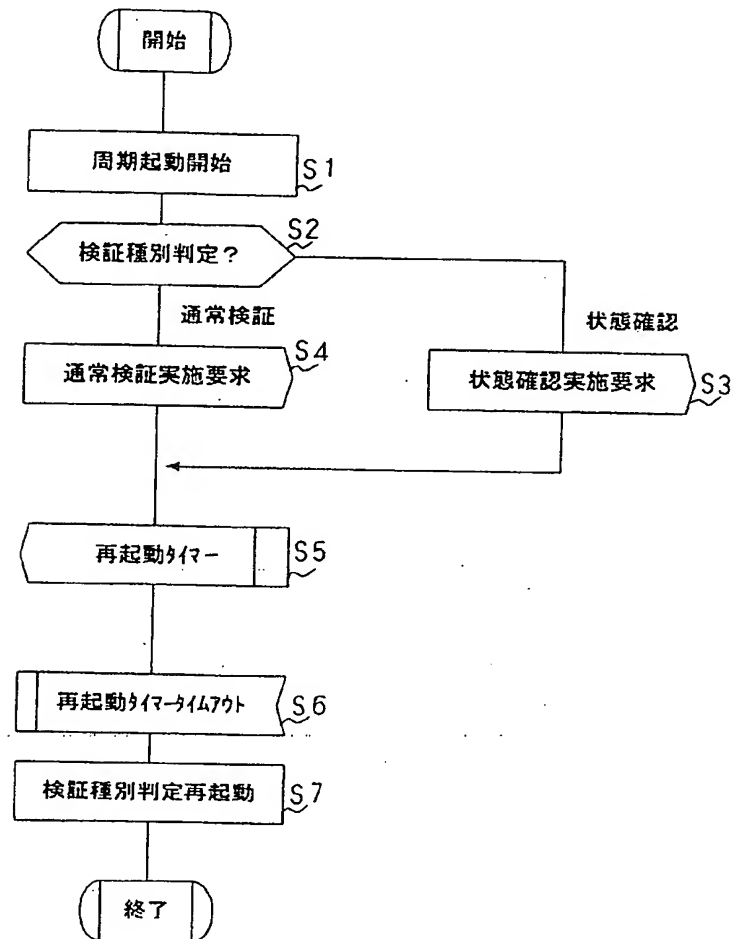 開始
周期起動開始 S1
検証種別判定? S2
通常検証
状態確認
通常検証実施要求 S4
状態確認実施要求 S3
再起動ﾀｲﾏｰ S5
再起動ﾀｲﾏｰﾀｲﾑｱｳﾄ S6
検証種別判定再起動 S7
終了